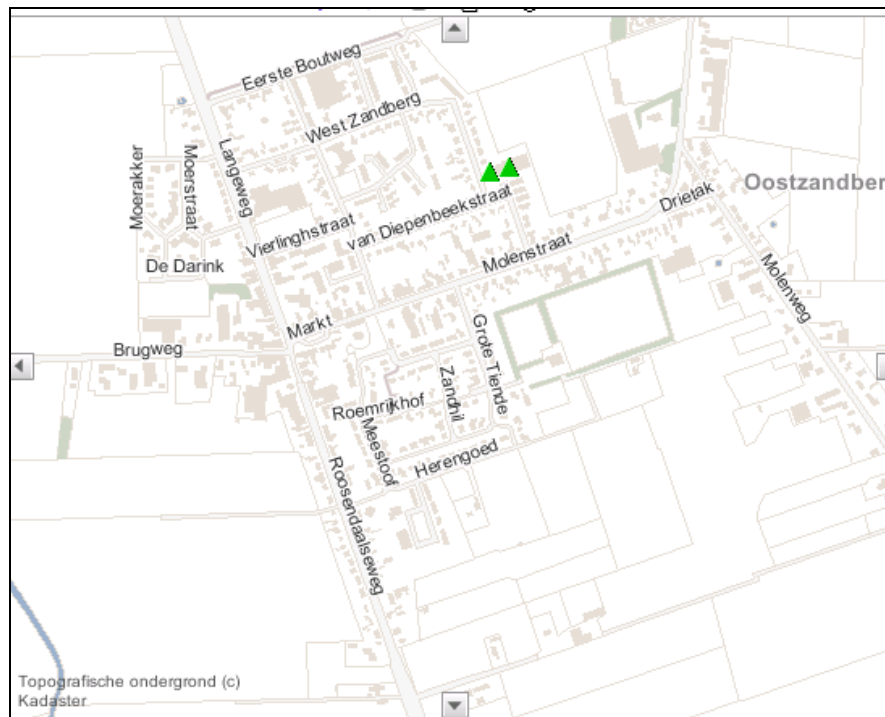 Eerste Boutweg
West Zandberg
Langeweg
Moerakker
Moerstraat
Vierlinghstraat
van Diepenbeekstraat
De Darink
Molenstraat
Drietak
Oostzandber
Molenweg
Markt
Brugweg
Grote Tiende
Zandhil
Roemrijkhof
Meestoof
Herengoed
Roosendaalseweg
Topografische ondergrond (c)
Kadaster